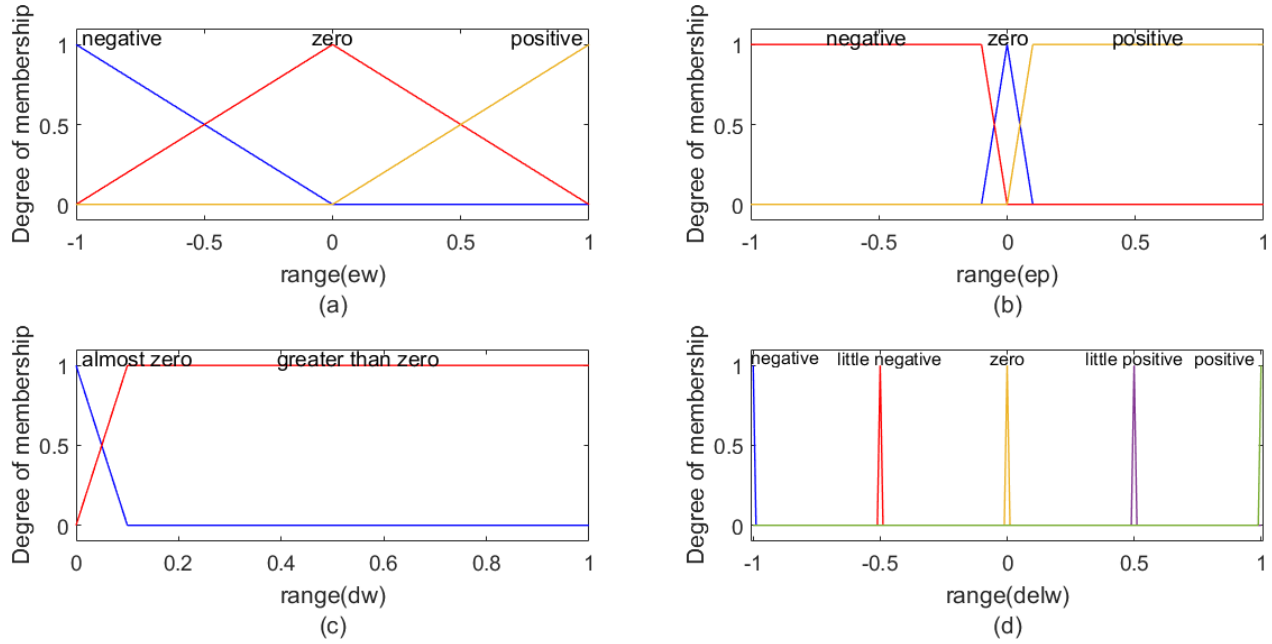 negative zero positive
Degree of membership
1
0.5
0
-1 -0.5 0 0.5 1
range(ew)
(a)
negative zero positive
Degree of membership
1
0.5
0
-1 -0.5 0 0.5 1
range(ep)
(b)
almost zero greater than zero
Degree of membership
1
0.5
0
0 0.2 0.4 0.6 0.8 1
range(dw)
(c)
negative little negative zero little positive positive
Degree of membership
1
0.5
0
-1 -0.5 0 0.5 1
range(delw)
(d)